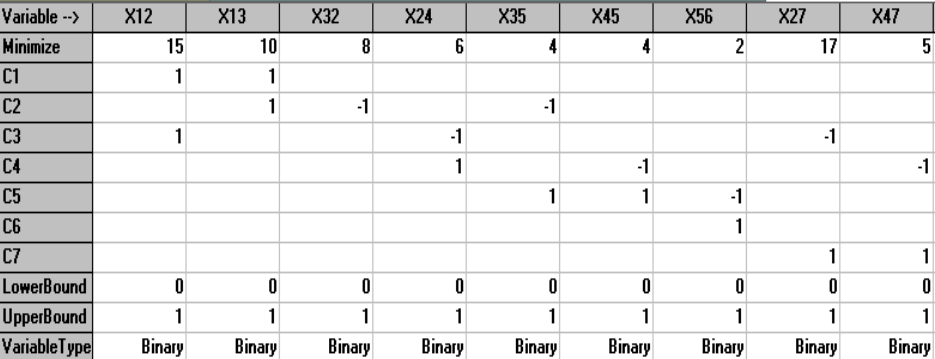 Variable --> X12 X13 X32 X24 X35 X45 X56 X27 X47
Minimize 15 10 8 6 4 4 2 17 5
C1 1 1
C2 1 -1 -1
C3 1 -1 -1
C4 1 -1 -1
C5 1 1 -1
C6 1
C7 1 1
LowerBound 0 0 0 0 0 0 0 0 0
UpperBound 1 1 1 1 1 1 1 1 1
VariableType Binary Binary Binary Binary Binary Binary Binary Binary Binary